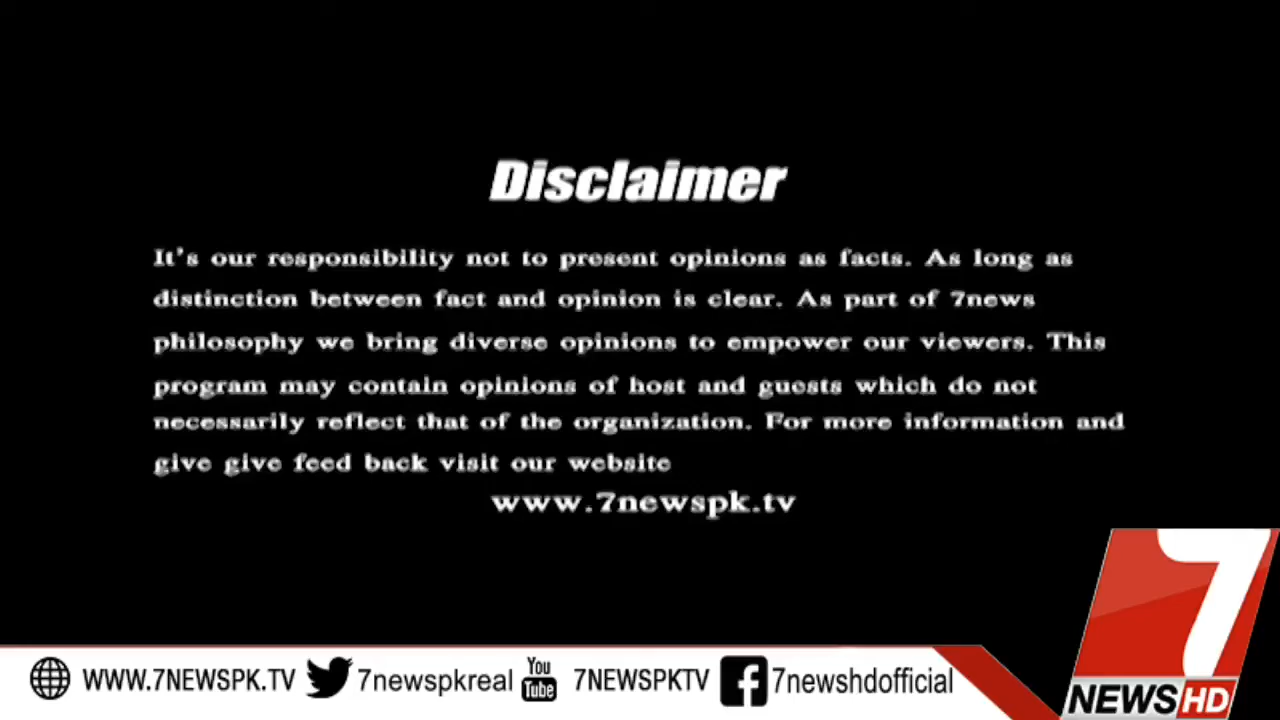 Disclaimer
It's our responsibility not to present opinions as facts. As long as
distinction between fact and opinion is clear. As part of 7news
philosophy we bring diverse opinions to empower our viewers. This
program may contain opinions of host and guests which do not
necessarily reflect that of the organization. For more information and
give give feed back visit our website
www.7newspk.tv
7
NEWS HD
WWW.7NEWSPK.TV 7newspkreal You Tube 7NEWSPKTV f 7newshdofficial